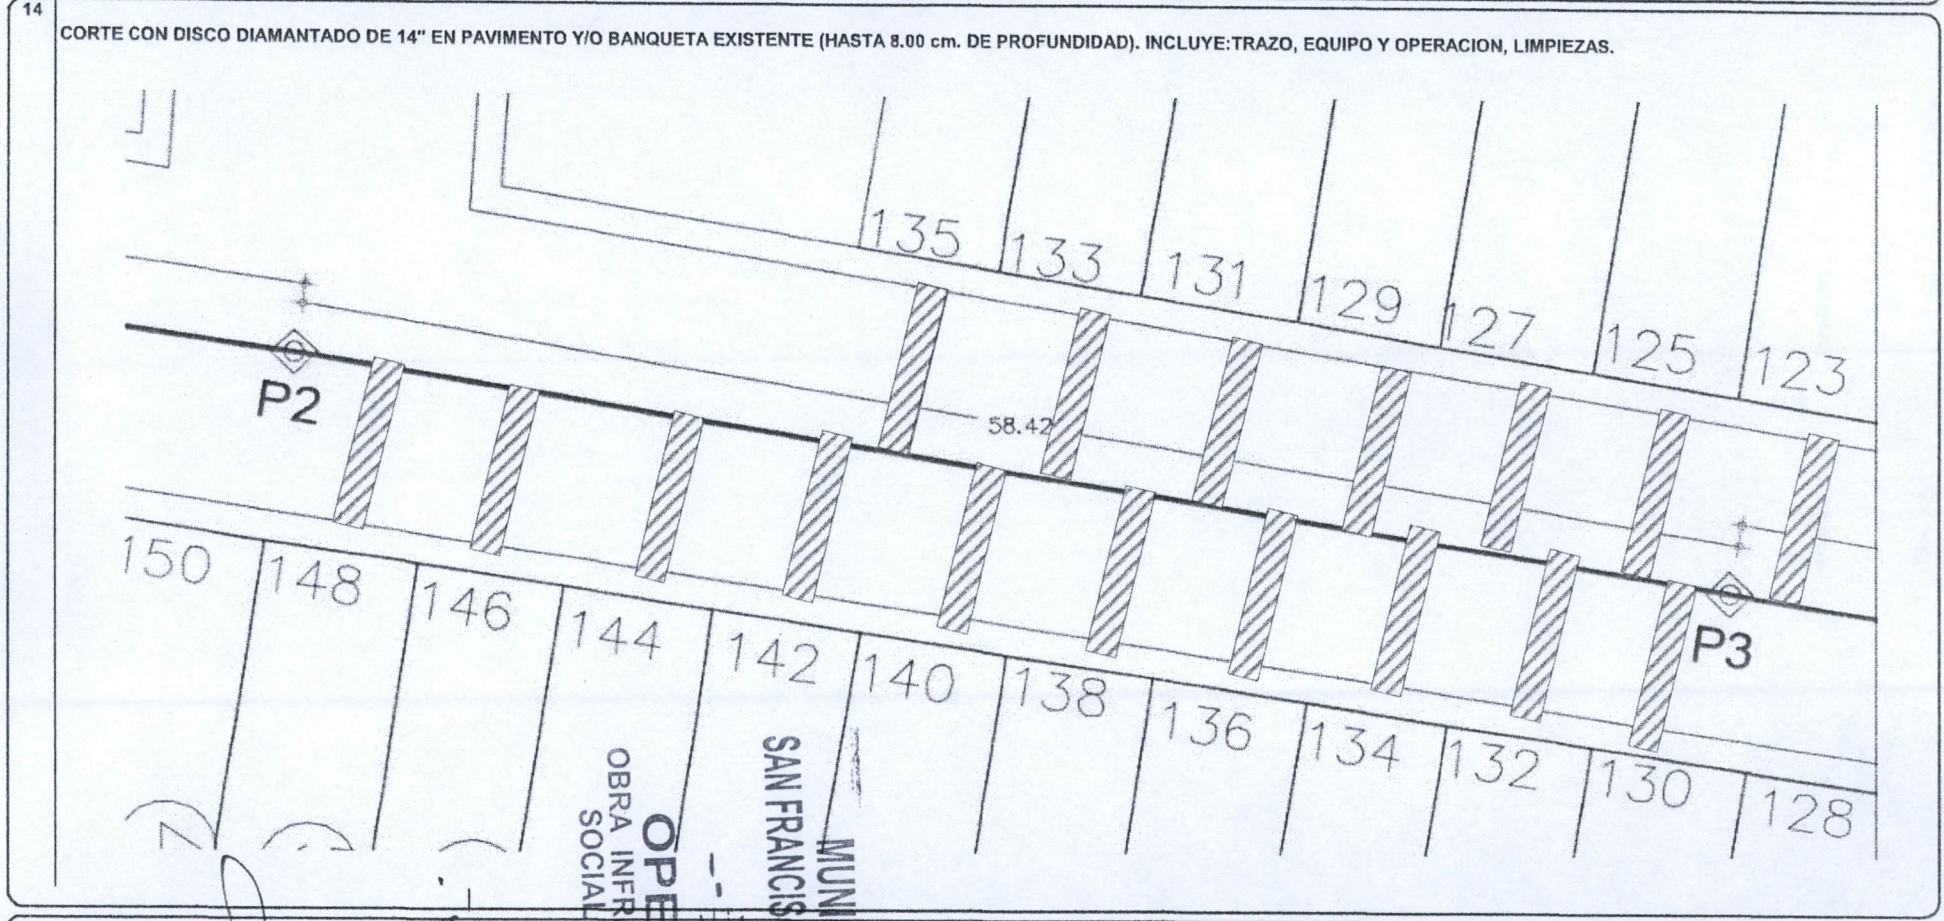 14
CORTE CON DISCO DIAMANTADO DE 14" EN PAVIMENTO Y/O BANQUETA EXISTENTE (HASTA 8.00 cm. DE PROFUNDIDAD). INCLUYE:TRAZO, EQUIPO Y OPERACION, LIMPIEZAS.
135
133
131
129
127
125
123
58.42
P2
P3
150
148
146
144
142
140
138
136
134
132
130
128
MUNI
SAN FRANCIS
OPE
OBRA INFR
SOCIAL